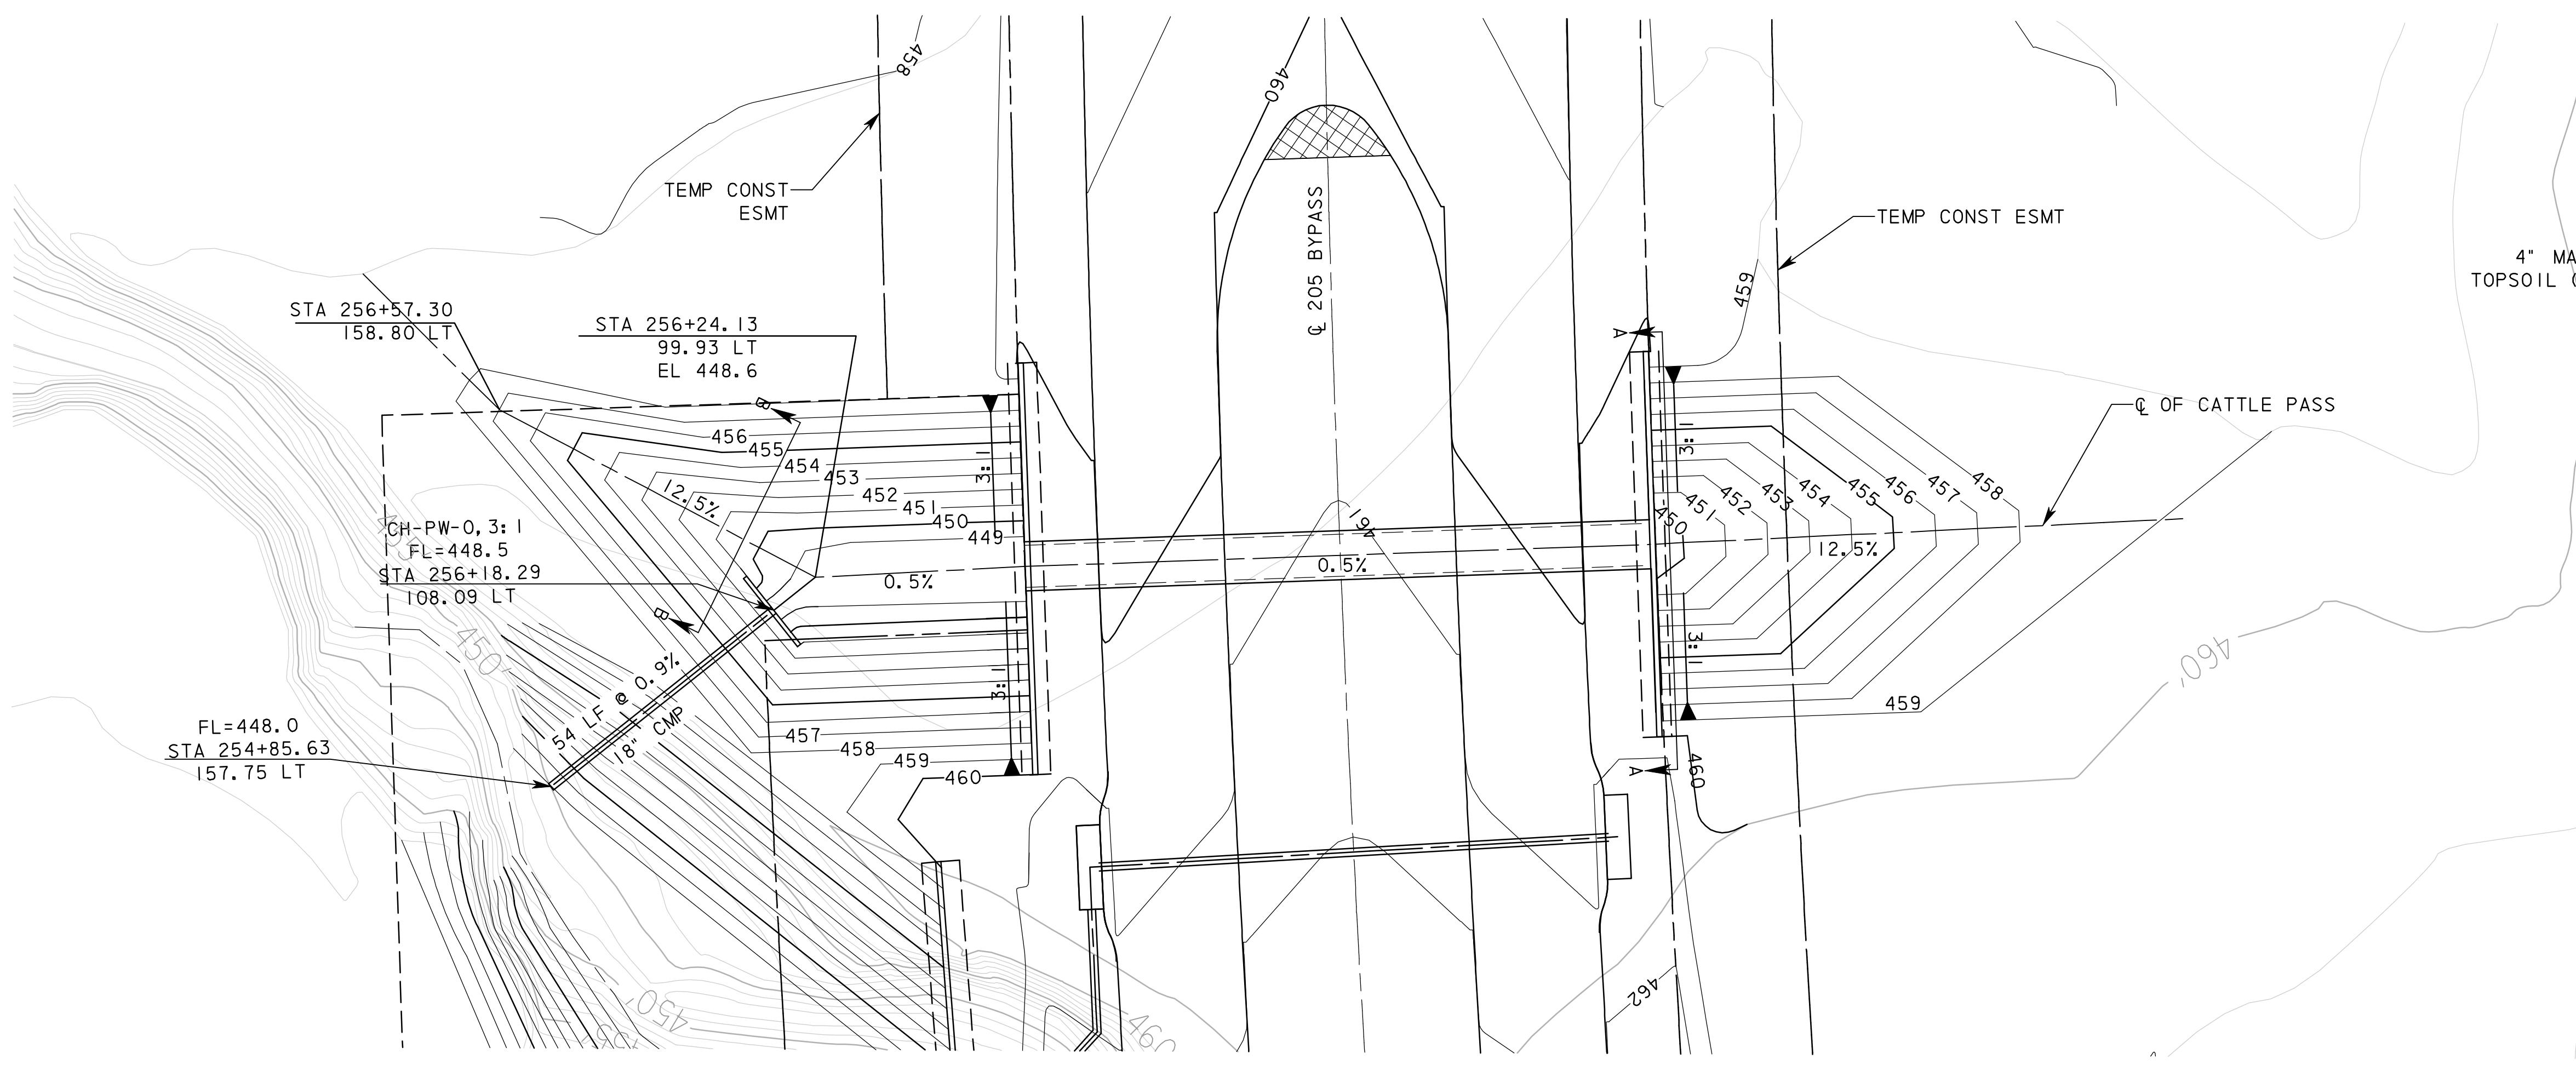 458
460
TEMP CONST
ESMT
℄ 205 BYPASS
TEMP CONST ESMT
4" MA
TOPSOIL
459
STA 256+57.30
158.80 LT
STA 256+24.13
99.93 LT
EL 448.6
A
B
℄ OF CATTLE PASS
456
455
454
453
452
451
450
449
3:1
3:1
12.5%
458
457
456
455
454
453
452
451
450
461
12.5%
455'
CH-PW-0,3:1
FL=448.5
STA 256+18.29
108.09 LT
0.5%
0.5%
B
450'
460'
3:1
3:1
54 LF @ 0.9%
18" CMP
FL=448.0
STA 254+85.63
157.75 LT
457
458
459
460
459
A
460
450'
462
460